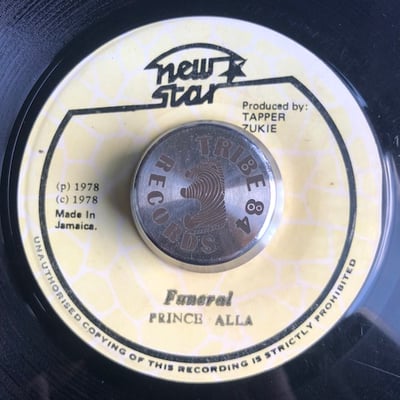 new
Star
Produced by:
TAPPER
ZUKIE
TRIBE 84
RECORDS
(p) 1978
(c) 1978
Made In
Jamaica.
Funeral
PRINCE ALLA
UNAUTHORISED COPYING OF THIS RECORDING IS STRICTLY PROHIBITED